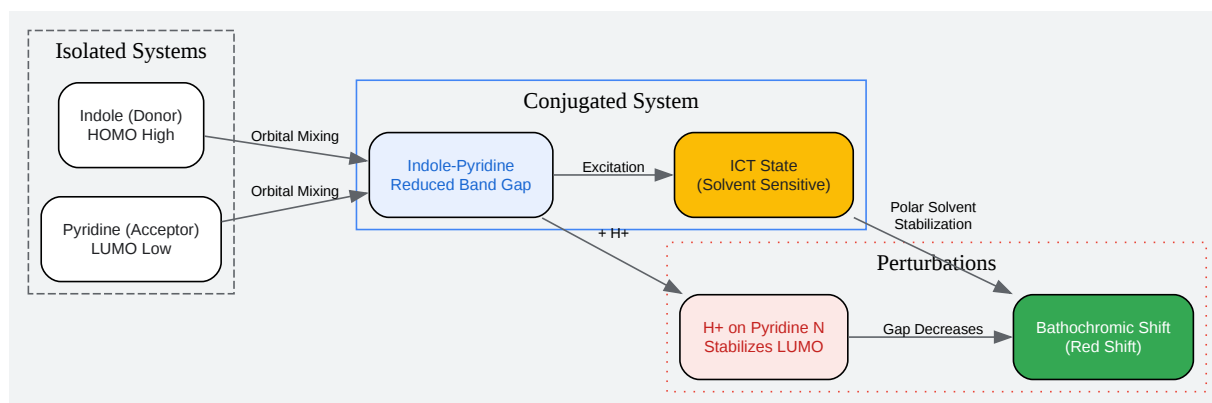 Isolated Systems
Indole (Donor)
HOMO High
Pyridine (Acceptor)
LUMO Low
Orbital Mixing
Orbital Mixing
Conjugated System
Indole-Pyridine
Reduced Band Gap
Excitation
ICT State
(Solvent Sensitive)
+ H+
Polar Solvent
Stabilization
Perturbations
H+ on Pyridine N
Stabilizes LUMO
Gap Decreases
Bathochromic Shift
(Red Shift)